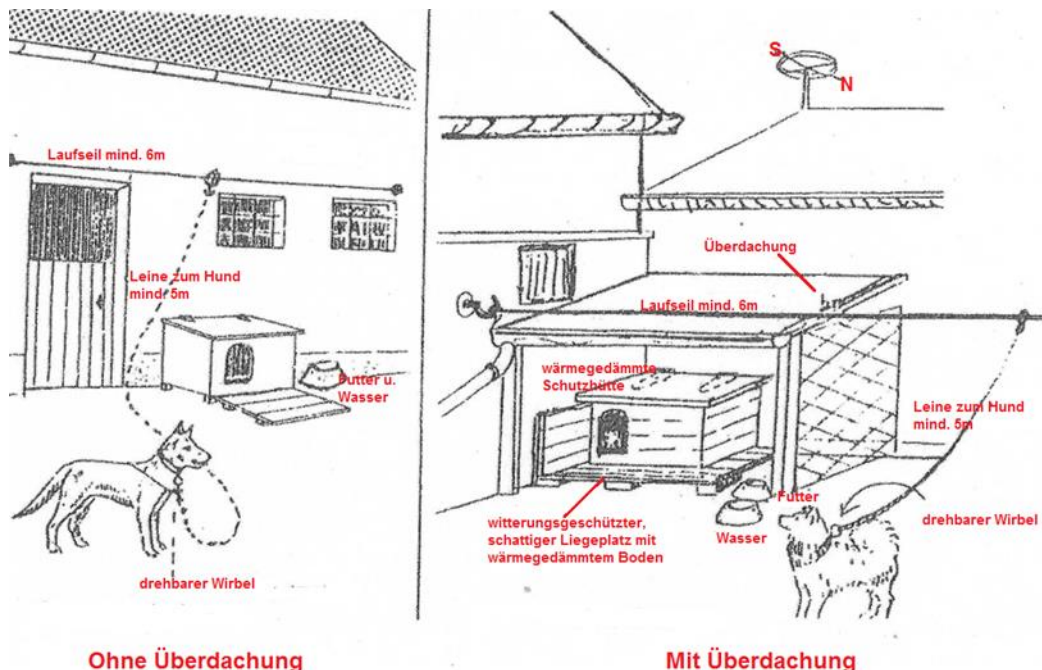 Laufseil mind. 6m
Leine zum Hund
mind. 5m
Futter u.
Wasser
drehbarer Wirbel
Ohne Überdachung
S
N
Überdachung
Laufseil mind. 6m
wärmegedämmte
Schutzhütte
Leine zum Hund
mind. 5m
Futter
Wasser
drehbarer Wirbel
witterungsgeschützter,
schattiger Liegeplatz mit
wärmegedämmtem Boden
Mit Überdachung